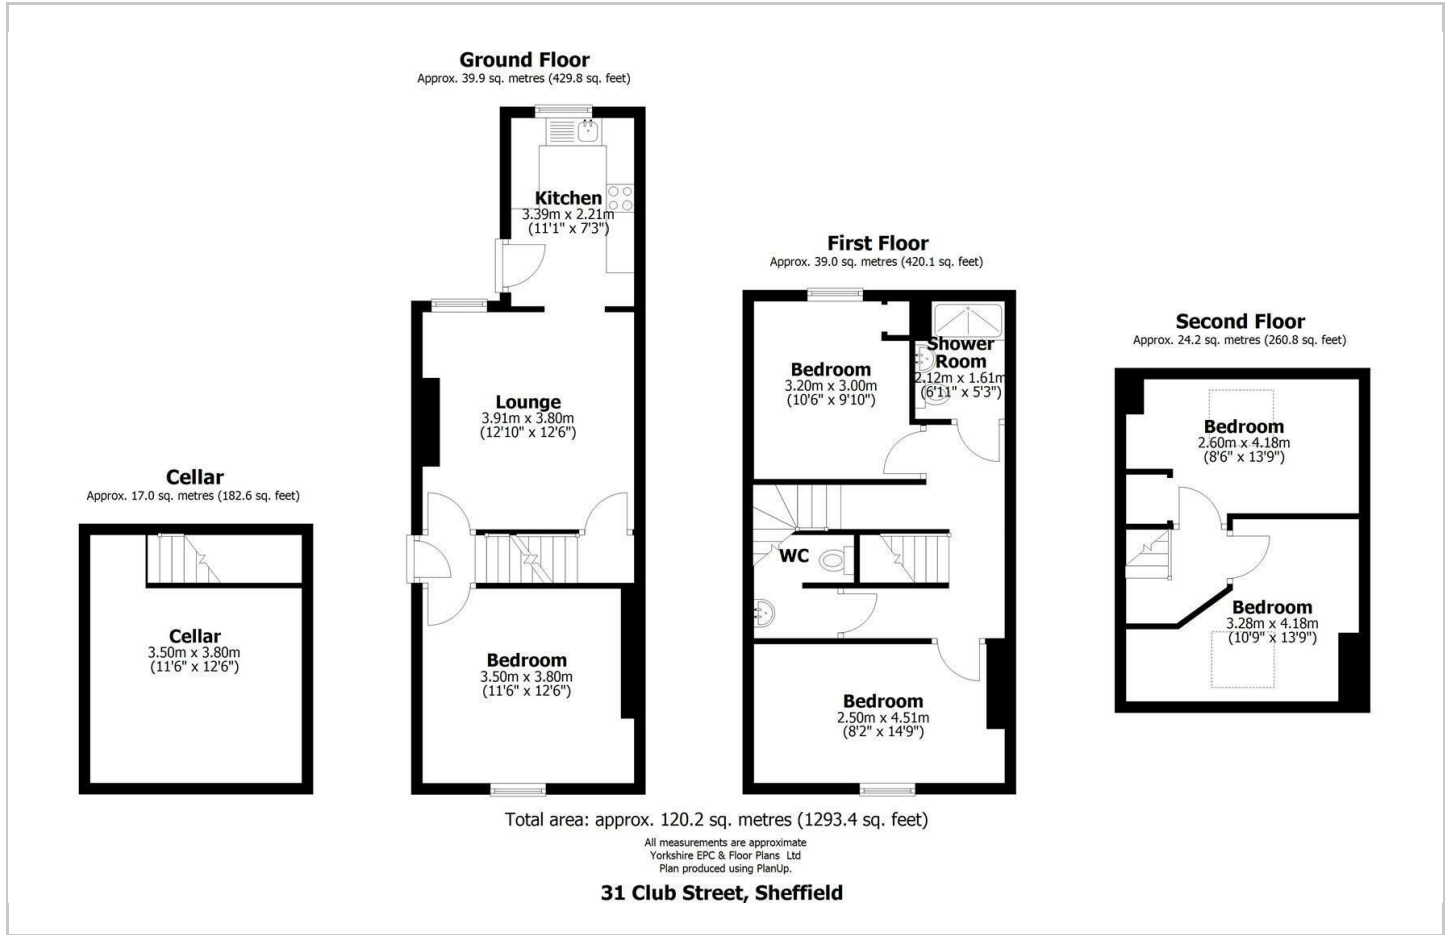 Ground Floor
Approx. 39.9 sq. metres (429.8 sq. feet)
Kitchen
3.39m x 2.21m
(11'1" x 7'3")
Lounge
3.91m x 3.80m
(12'10" x 12'6")
Bedroom
3.50m x 3.80m
(11'6" x 12'6")
First Floor
Approx. 39.0 sq. metres (420.1 sq. feet)
Bedroom
3.20m x 3.00m
(10'6" x 9'10")
Shower
Room
2.12m x 1.61m
(6'11" x 5'3")
WC
Bedroom
2.50m x 4.51m
(8'2" x 14'9")
Second Floor
Approx. 24.2 sq. metres (260.8 sq. feet)
Bedroom
2.60m x 4.18m
(8'6" x 13'9")
Bedroom
3.28m x 4.18m
(10'9" x 13'9")
Cellar
Approx. 17.0 sq. metres (182.6 sq. feet)
Cellar
3.50m x 3.80m
(11'6" x 12'6")
Total area: approx. 120.2 sq. metres (1293.4 sq. feet)
All measurements are approximate
Yorkshire EPC & Floor Plans Ltd
Plan produced using PlanUp.
31 Club Street, Sheffield